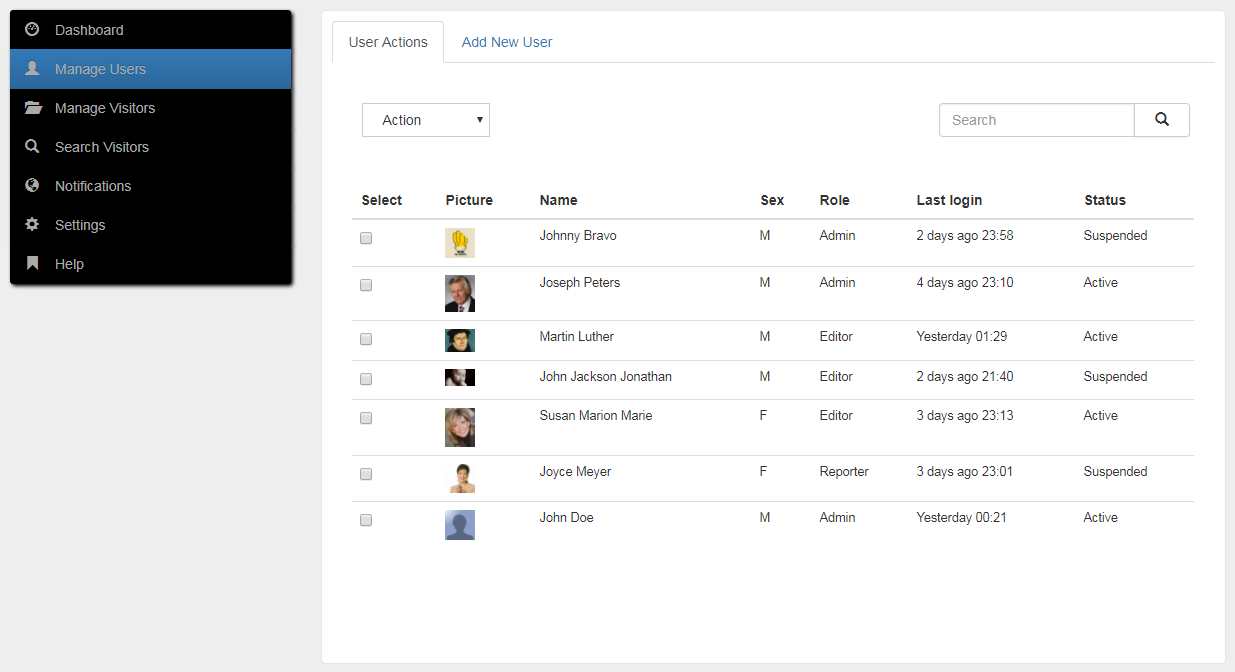 Dashboard
Manage Users
Manage Visitors
Search Visitors
Notifications
Settings
Help
User Actions Add New User
Action Search
Select Picture Name Sex Role Last login Status
Johnny Bravo M Admin 2 days ago 23:58 Suspended
Joseph Peters M Admin 4 days ago 23:10 Active
Martin Luther M Editor Yesterday 01:29 Active
John Jackson Jonathan M Editor 2 days ago 21:40 Suspended
Susan Marion Marie F Editor 3 days ago 23:13 Active
Joyce Meyer F Reporter 3 days ago 23:01 Suspended
John Doe M Admin Yesterday 00:21 Active